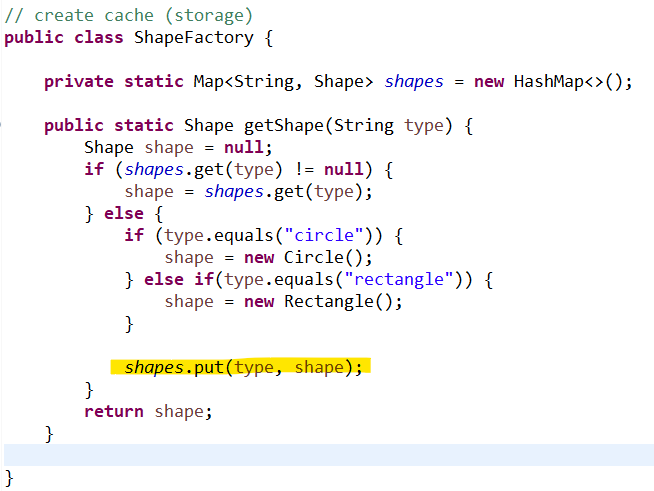 // create cache (storage)
public class ShapeFactory {
private static Map<String, Shape> shapes = new HashMap<>();
public static Shape getShape(String type) {
Shape shape = null;
if (shapes.get(type) != null) {
shape = shapes.get(type);
} else {
if (type.equals("circle")) {
shape = new Circle();
} else if(type.equals("rectangle")) {
shape = new Rectangle();
}
shapes.put(type, shape);
}
return shape;
}
}